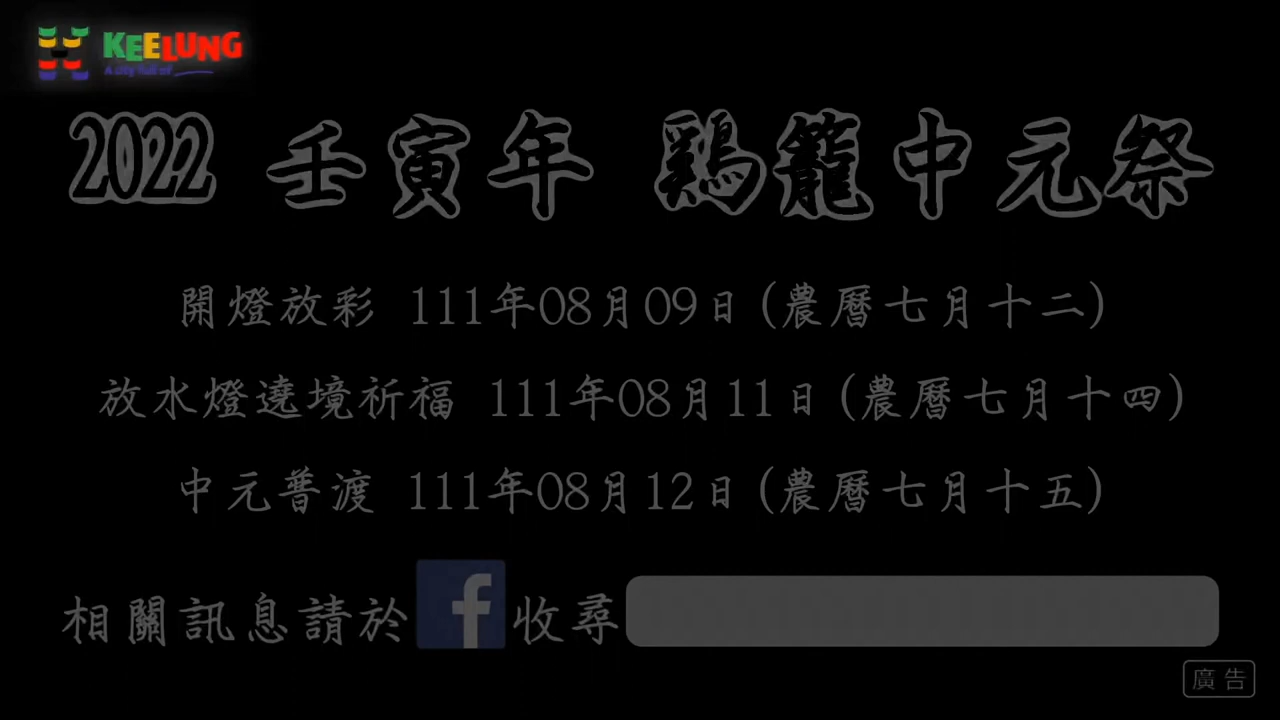 KEELUNG
A city full of
2022 壬寅年 鷄籠中元祭
開燈放彩 111年08月09日(農曆七月十二)
放水燈遶境祈福 111年08月11日(農曆七月十四)
中元普渡 111年08月12日(農曆七月十五)
相關訊息請於 f 收尋
廣告